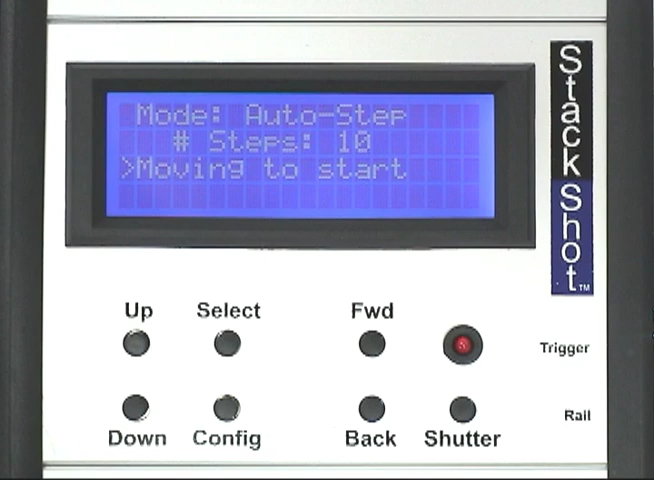 Mode: Auto-Step
# Steps: 10
>Moving to start
StackShot™
Up
Select
Fwd
Trigger
Rail
Down
Config
Back
Shutter